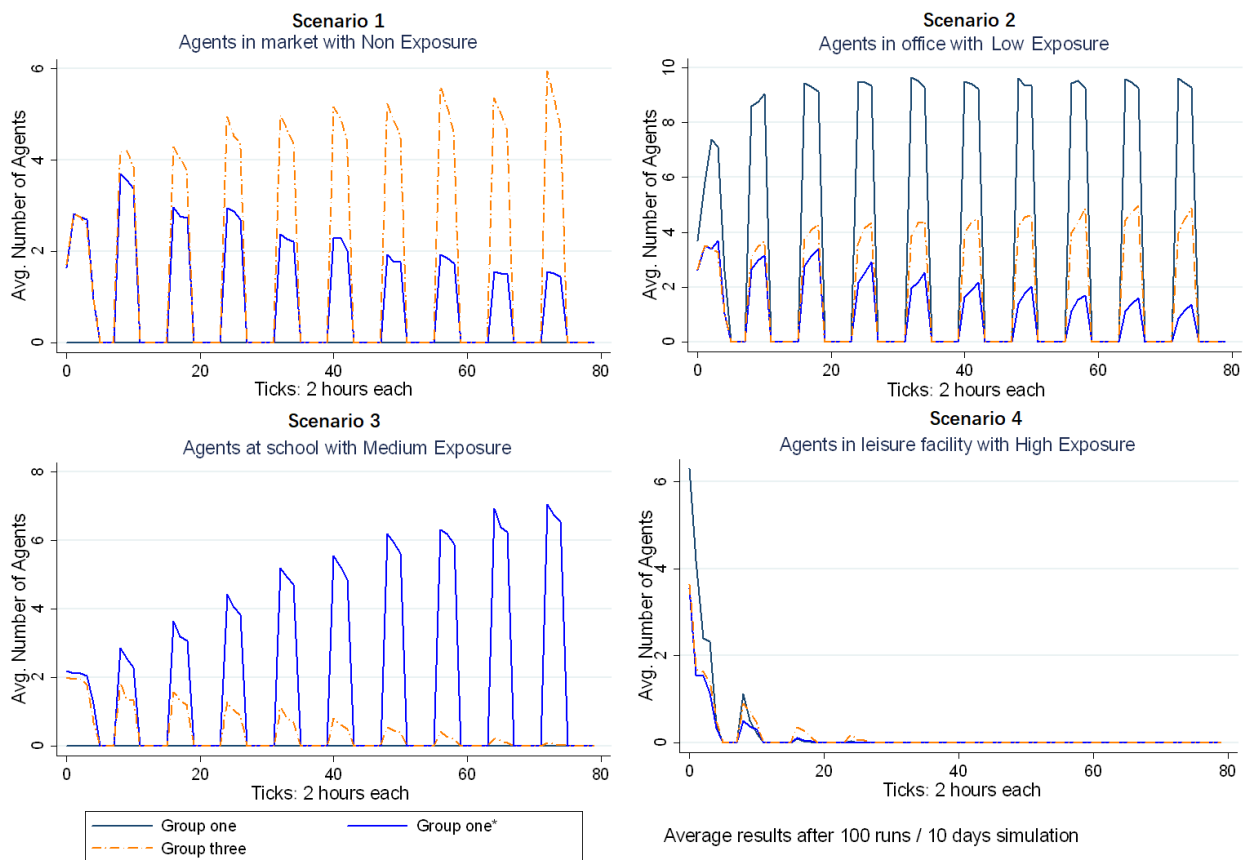 Scenario 1
Agents in market with Non Exposure
Avg. Number of Agents
6
4
2
0
0 20 40 60 80
Ticks: 2 hours each
Scenario 2
Agents in office with Low Exposure
Avg. Number of Agents
10
8
6
4
2
0
0 20 40 60 80
Ticks: 2 hours each
Scenario 3
Agents at school with Medium Exposure
Avg. Number of Agents
8
6
4
2
0
0 20 40 60 80
Ticks: 2 hours each
Scenario 4
Agents in leisure facility with High Exposure
Avg. Number of Agents
6
4
2
0
0 20 40 60 80
Ticks: 2 hours each
Group one Group one*
Group three
Average results after 100 runs / 10 days simulation